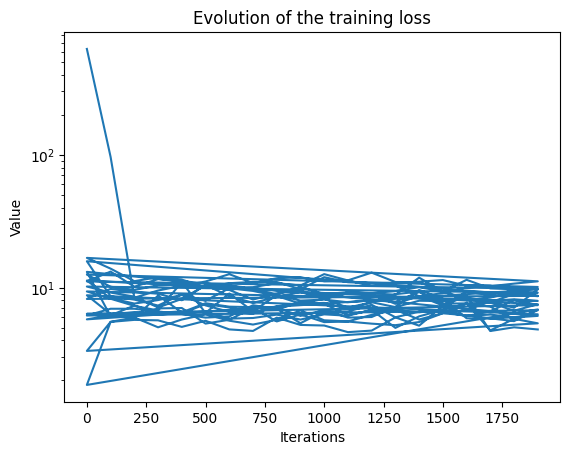 Evolution of the training loss
Value
10²
10¹
0 250 500 750 1000 1250 1500 1750
Iterations